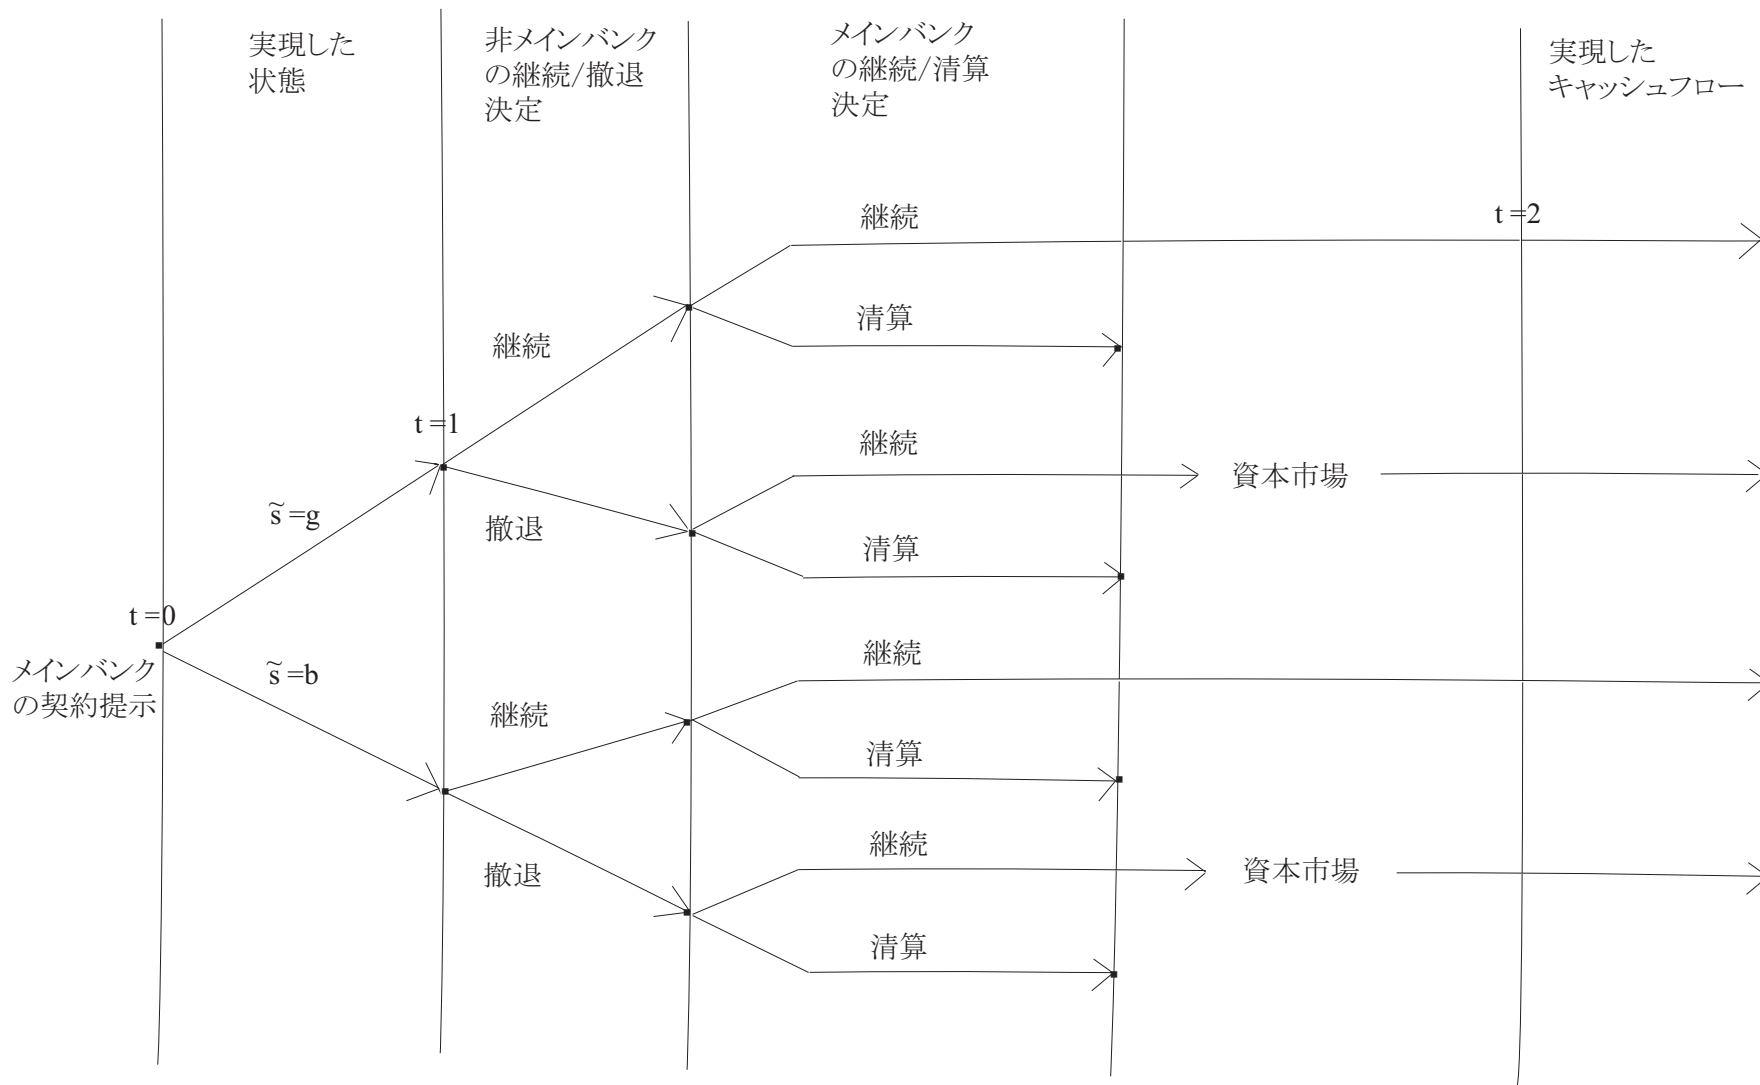 実現した
状態
非メインバンク
の継続/撤退
決定
メインバンク
の継続/清算
決定
実現した
キャッシュフロー
継続
t =2
清算
継続
t =1
継続
資本市場
s̃ =g
撤退
清算
t =0
メインバンク
の契約提示
s̃ =b
継続
継続
清算
継続
資本市場
撤退
清算